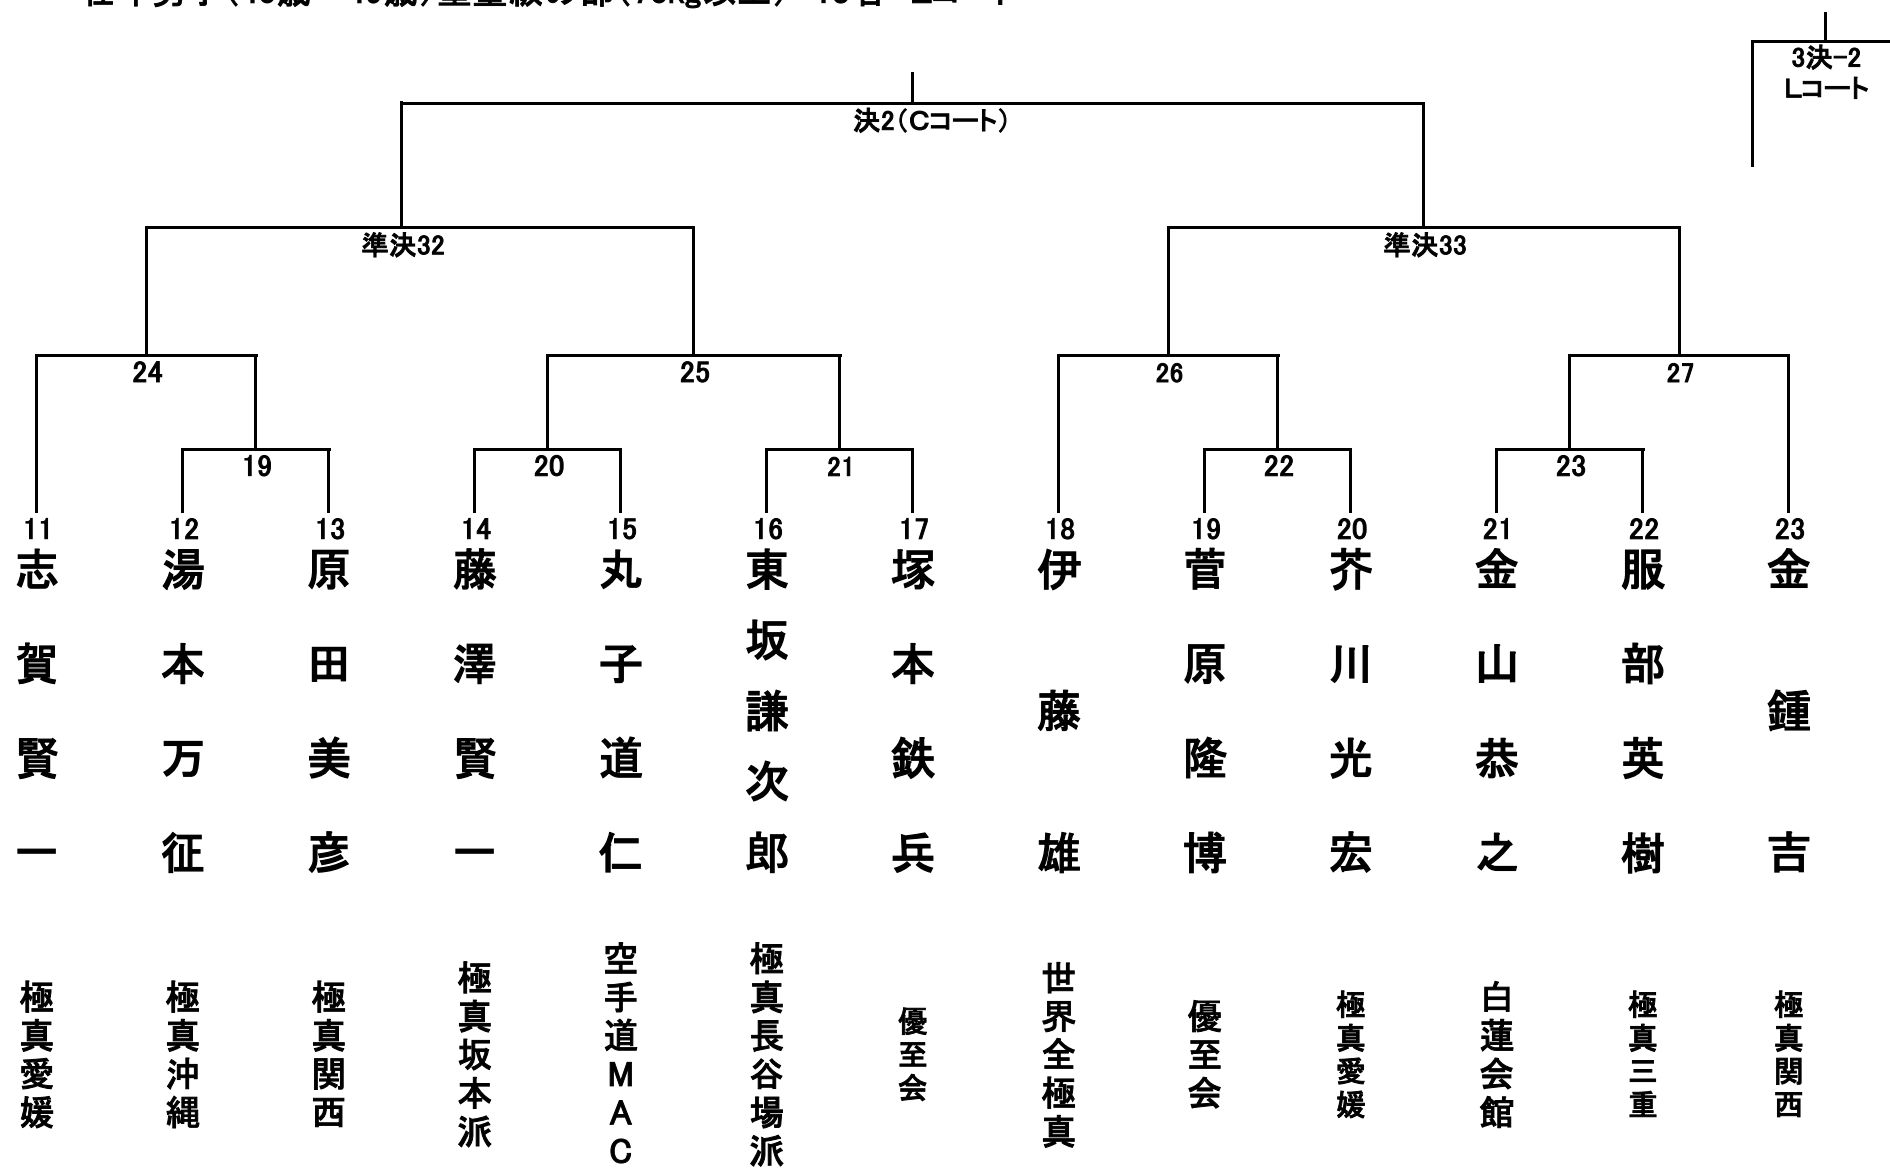 3決-2
Lコート
決2(Cコート)
準決32
準決33
24
25
26
27
19
20
21
22
23
11
12
13
14
15
16
17
18
19
20
21
22
23
志賀賢一
湯本万征
原田美彦
藤澤賢一
丸子道仁
東坂謙次郎
塚本鉄兵
伊藤雄
菅原隆博
芥川光宏
金山恭之
服部英樹
金鍾吉
極真愛媛
極真沖縄
極真関西
極真坂本派
空手道MAC
極真長谷場派
優至会
世界全極真
優至会
極真愛媛
白蓮会館
極真三重
極真関西